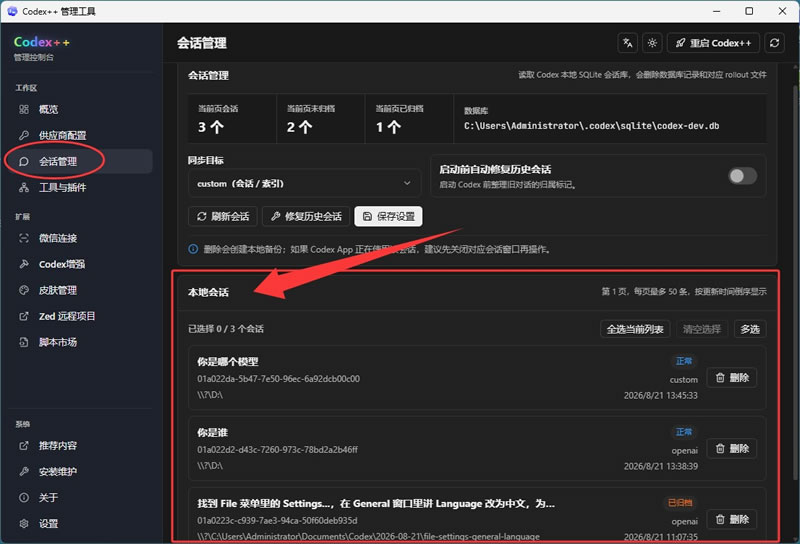 Codex++ 管理工具
Codex++
管理控制台
工作区
概览
供应商配置
会话管理
工具与插件
扩展
微信连接
Codex增强
皮肤管理
Zed 远程项目
脚本市场
系统
推荐内容
安装维护
关于
设置
会话管理
重启 Codex++
会话管理
读取 Codex 本地 SQLite 会话库，会删除数据库记录和对应 rollout 文件
当前页会话
3 个
当前页未归档
2 个
当前页已归档
1 个
数据库
C:\Users\Administrator\.codex\sqlite\codex-dev.db
同步目标
custom（会话 / 索引）
启动前自动修复历史会话
启动 Codex 前整理旧对话的归属标记。
刷新会话
修复历史会话
保存设置
删除会创建本地备份；如果 Codex App 正在使用该会话，建议先关闭对应会话窗口再操作。
本地会话
第 1 页，每页最多 50 条，按更新时间倒序显示
已选择 0 / 3 个会话
全选当前列表
清空选择
多选
你是哪个模型
正常
01a022da-5b47-7e50-96ec-6a92dcb00c00
custom
删除
\\?\D:\
2026/8/21 13:45:33
你是谁
正常
01a022d2-d43c-7260-973c-78bd2a2b46ff
openai
删除
\\?\D:\
2026/8/21 13:38:39
找到 File 菜单里的 Settings...，在 General 窗口里讲 Language 改为中文，为...
已归档
01a0223c-c939-7ae3-94ca-50f60deb935d
openai
删除
\\?\C:\Users\Administrator\Documents\Codex\2026-08-21\file-settings-general-language
2026/8/21 11:07:35